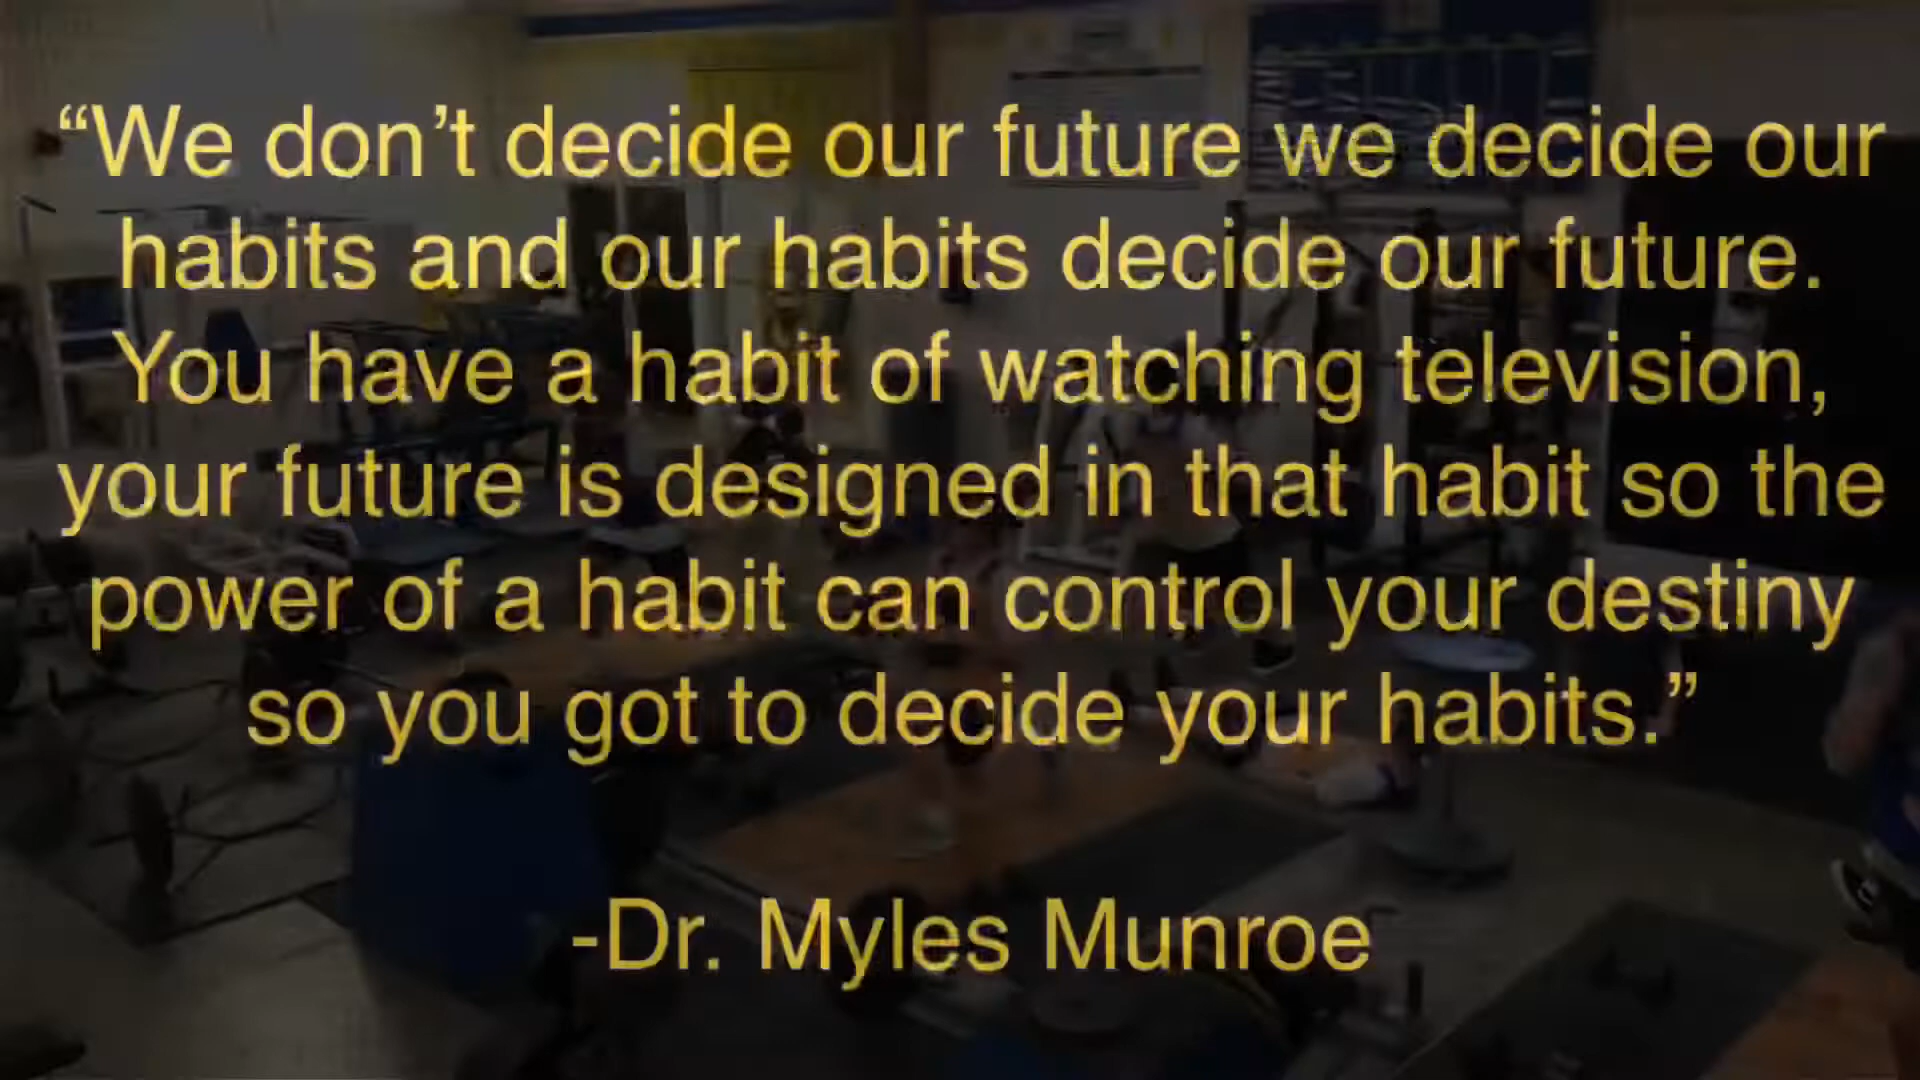 “We don’t decide our future we decide our
habits and our habits decide our future.
You have a habit of watching television,
your future is designed in that habit so the
power of a habit can control your destiny
so you got to decide your habits.”
-Dr. Myles Munroe